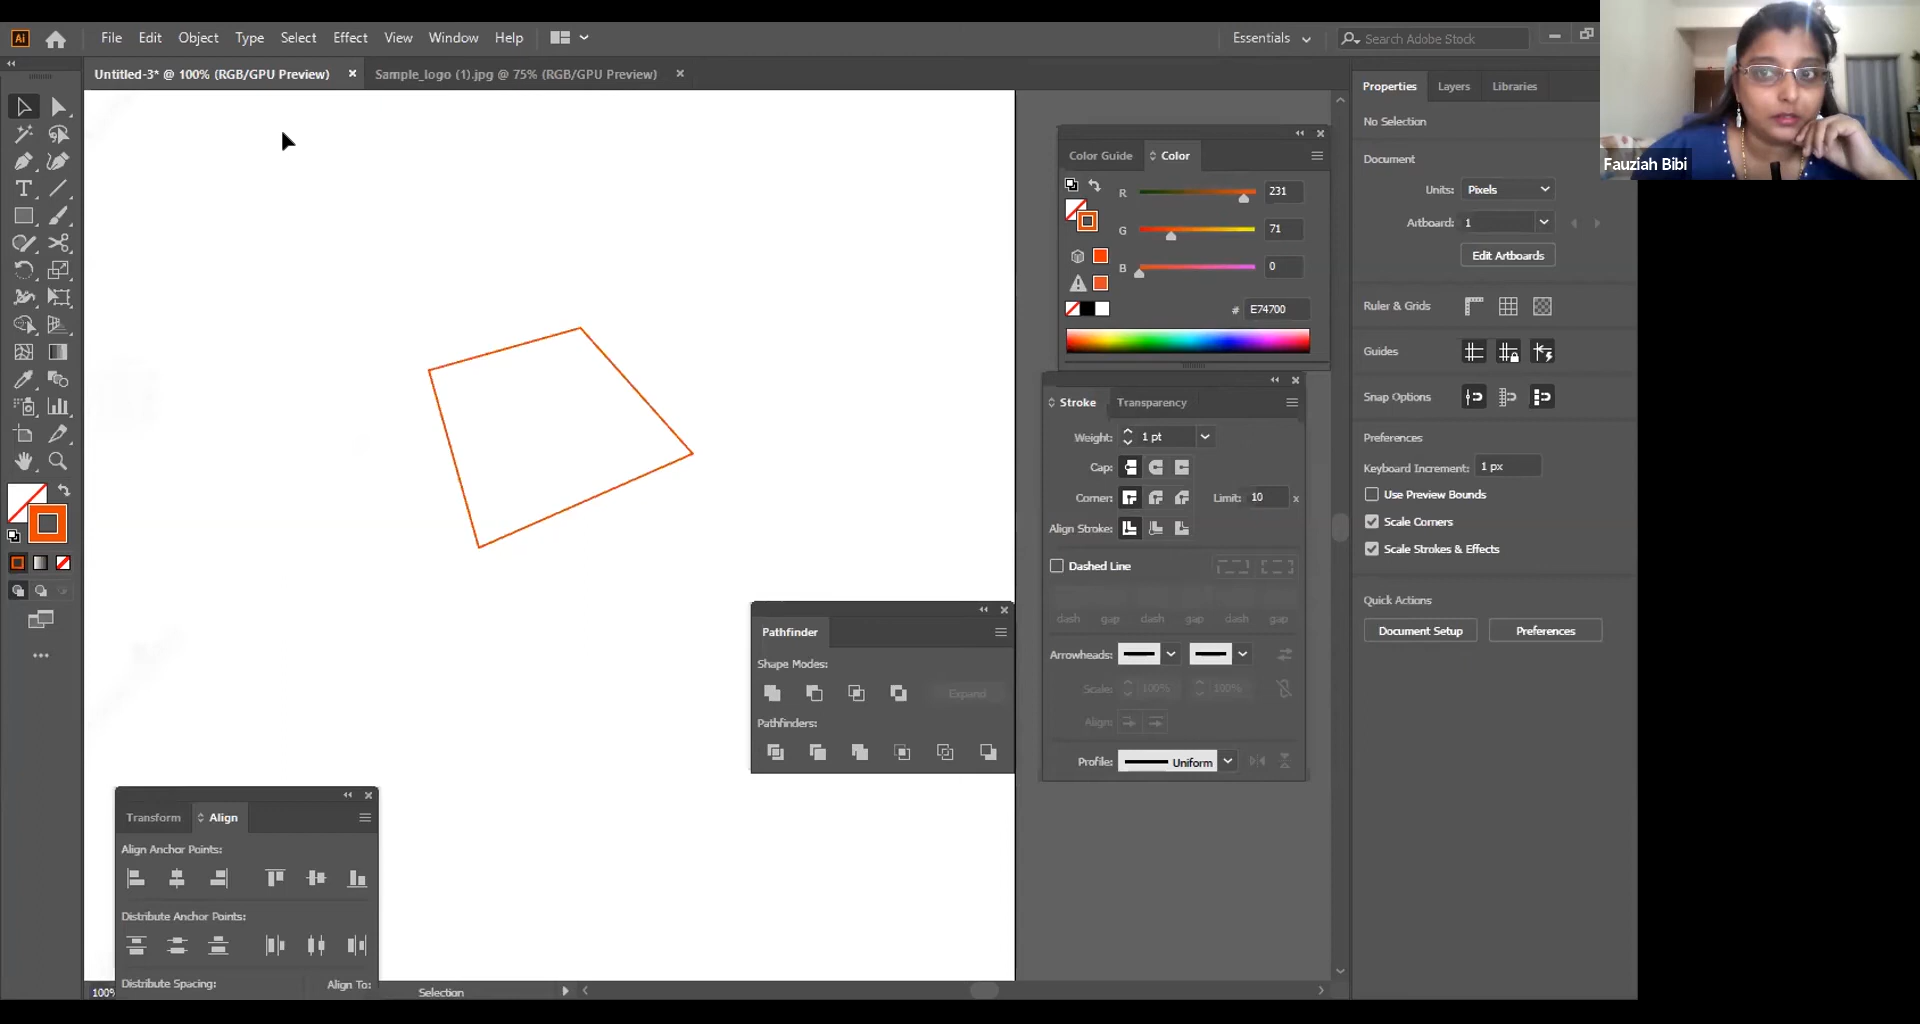 Ai
File Edit Object Type Select Effect View Window Help
Essentials
Search Adobe Stock
Untitled-3* @ 100% (RGB/GPU Preview)
Sample_logo (1).jpg @ 75% (RGB/GPU Preview)
Fauziah Bibi
Color Guide Color
R 231
G 71
B 0
# E74700
Stroke Transparency
Weight: 1 pt
Cap:
Corner: Limit: 10 x
Align Stroke:
Dashed Line
dash gap dash gap dash gap
Arrowheads:
Scale: 100% 100%
Align:
Profile: Uniform
Pathfinder
Shape Modes:
Expand
Pathfinders:
Transform Align
Align Anchor Points:
Distribute Anchor Points:
Distribute Spacing: Align To:
100%
Selection
Properties Layers Libraries
No Selection
Document
Units: Pixels
Artboard: 1
Edit Artboards
Ruler & Grids
Guides
Snap Options
Preferences
Keyboard Increment: 1 px
Use Preview Bounds
Scale Corners
Scale Strokes & Effects
Quick Actions
Document Setup Preferences